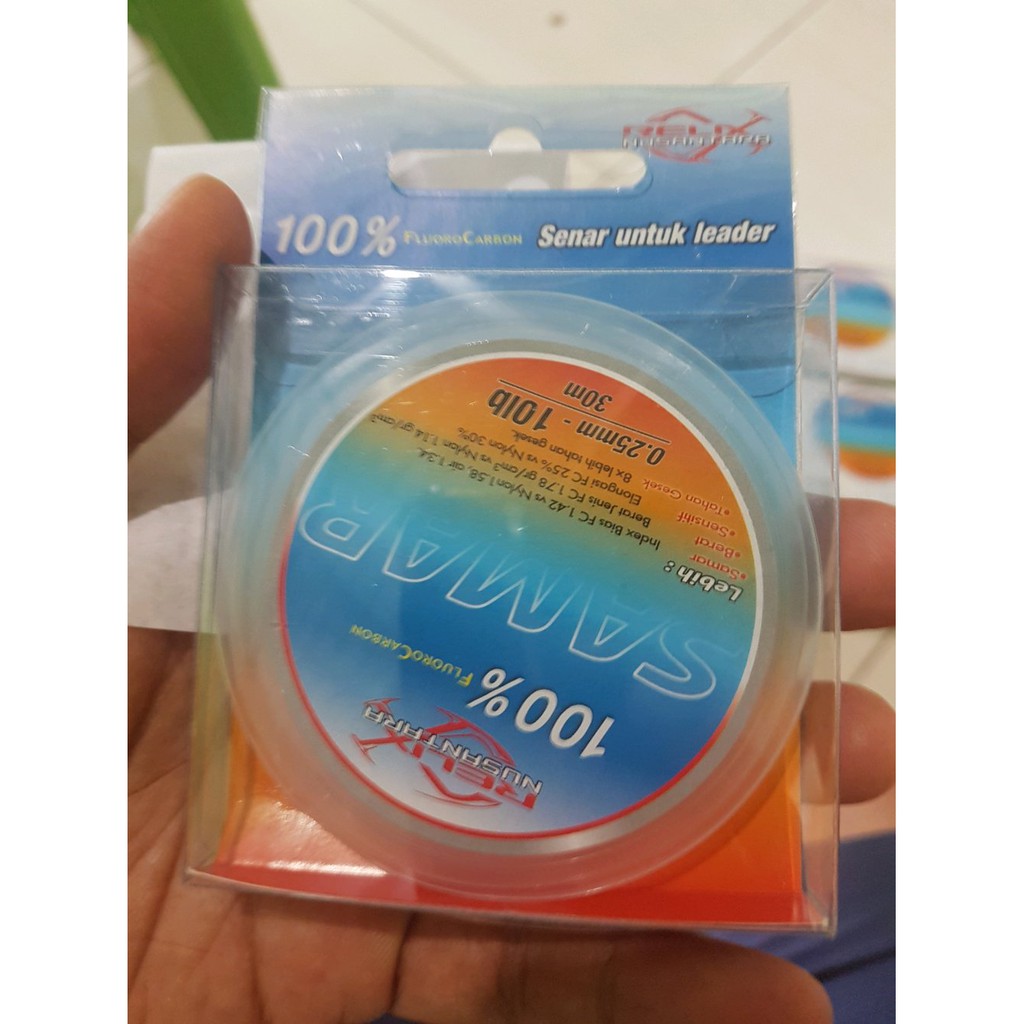 RELIX
NUSANTARA
100% FLUOROCARBON Senar untuk leader
RELIX
NUSANTARA
100% FLUOROCARBON
SAMAR
Lebih :
•Samar
•Berat
•Sensitif
•Tahan Gesek
Index Bias FC 1.42 vs Nylon 1.58, air 1.34.
Berat Jenis FC 1.78 gr/cm3 vs Nylon 1.14 gr/cm3
Elongasi FC 25% vs Nylon 30%
8x lebih tahan gesek
0.25mm - 10lb
30m